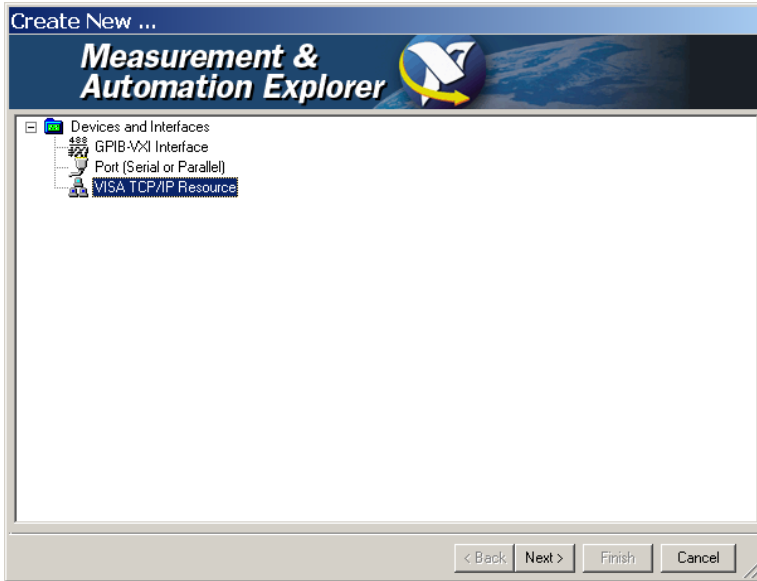 Create New ...
Measurement &
Automation Explorer
Devices and Interfaces
GPIB-VXI Interface
Port (Serial or Parallel)
VISA TCP/IP Resource
< Back Next > Finish Cancel